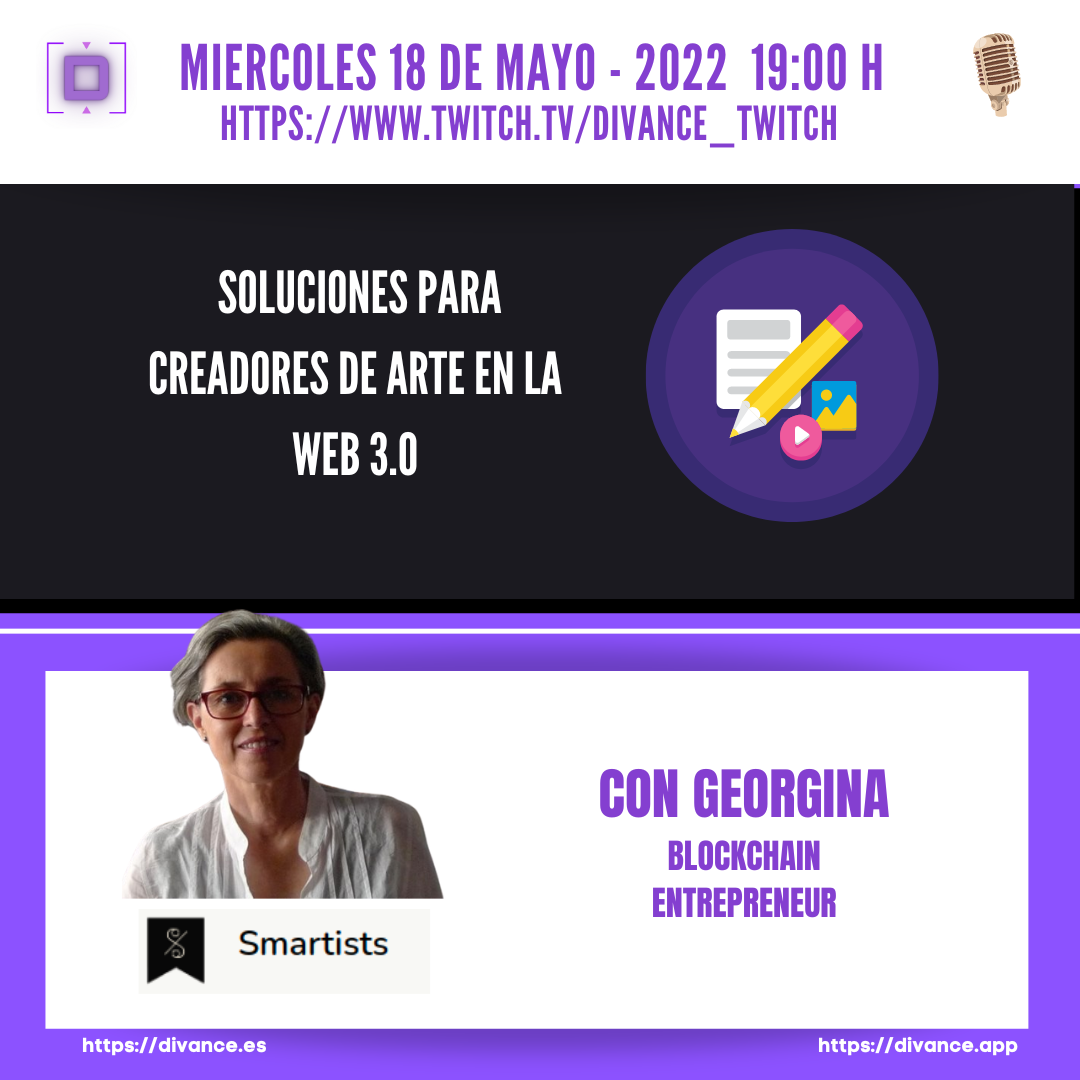 MIERCOLES 18 DE MAYO - 2022 19:00 H
HTTPS://WWW.TWITCH.TV/DIVANCE_TWITCH
SOLUCIONES PARA
CREADORES DE ARTE EN LA
WEB 3.0
CON GEORGINA
BLOCKCHAIN
ENTREPRENEUR
Smartists
https://divance.es
https://divance.app